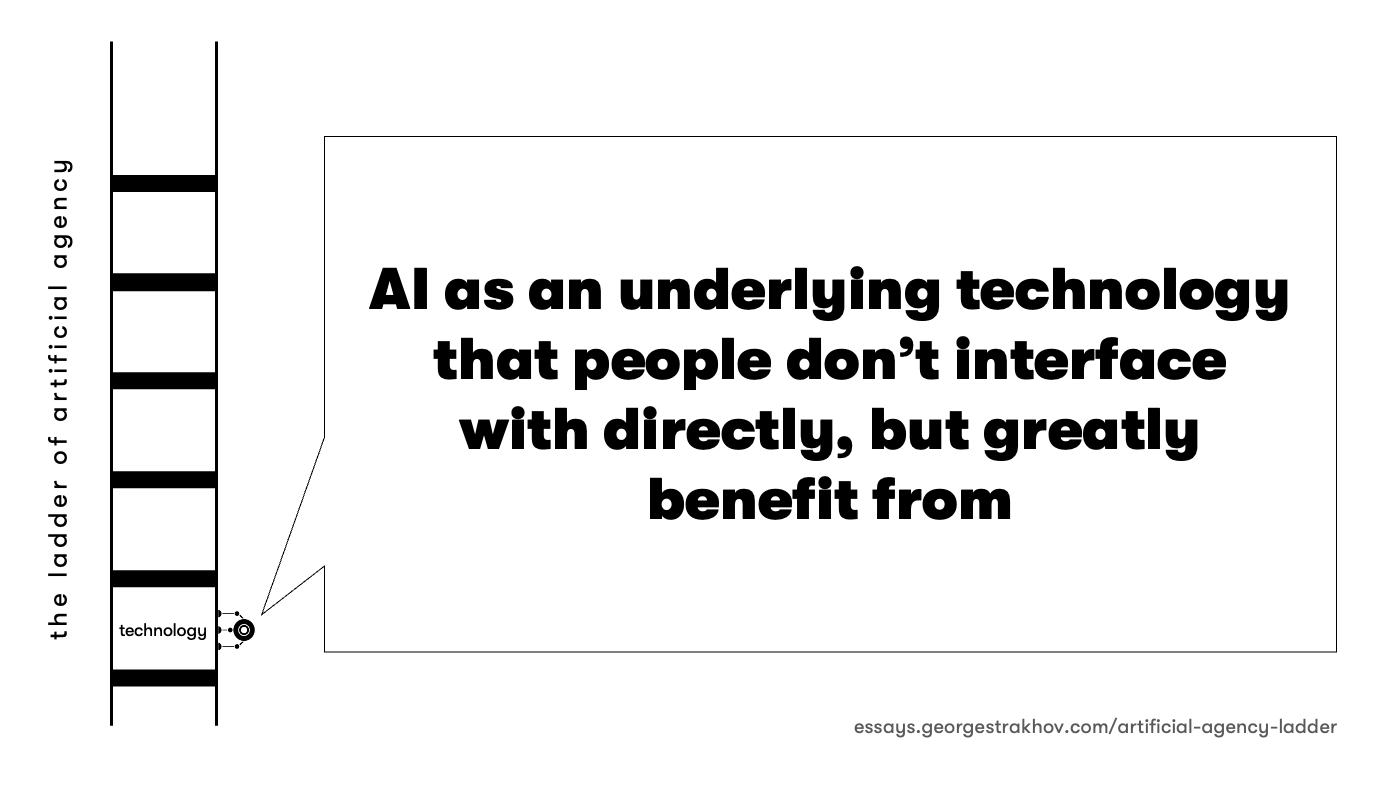 the ladder of artificial agency
technology
AI as an underlying technology
that people don’t interface
with directly, but greatly
benefit from
essays.georgestrakhov.com/artificial-agency-ladder